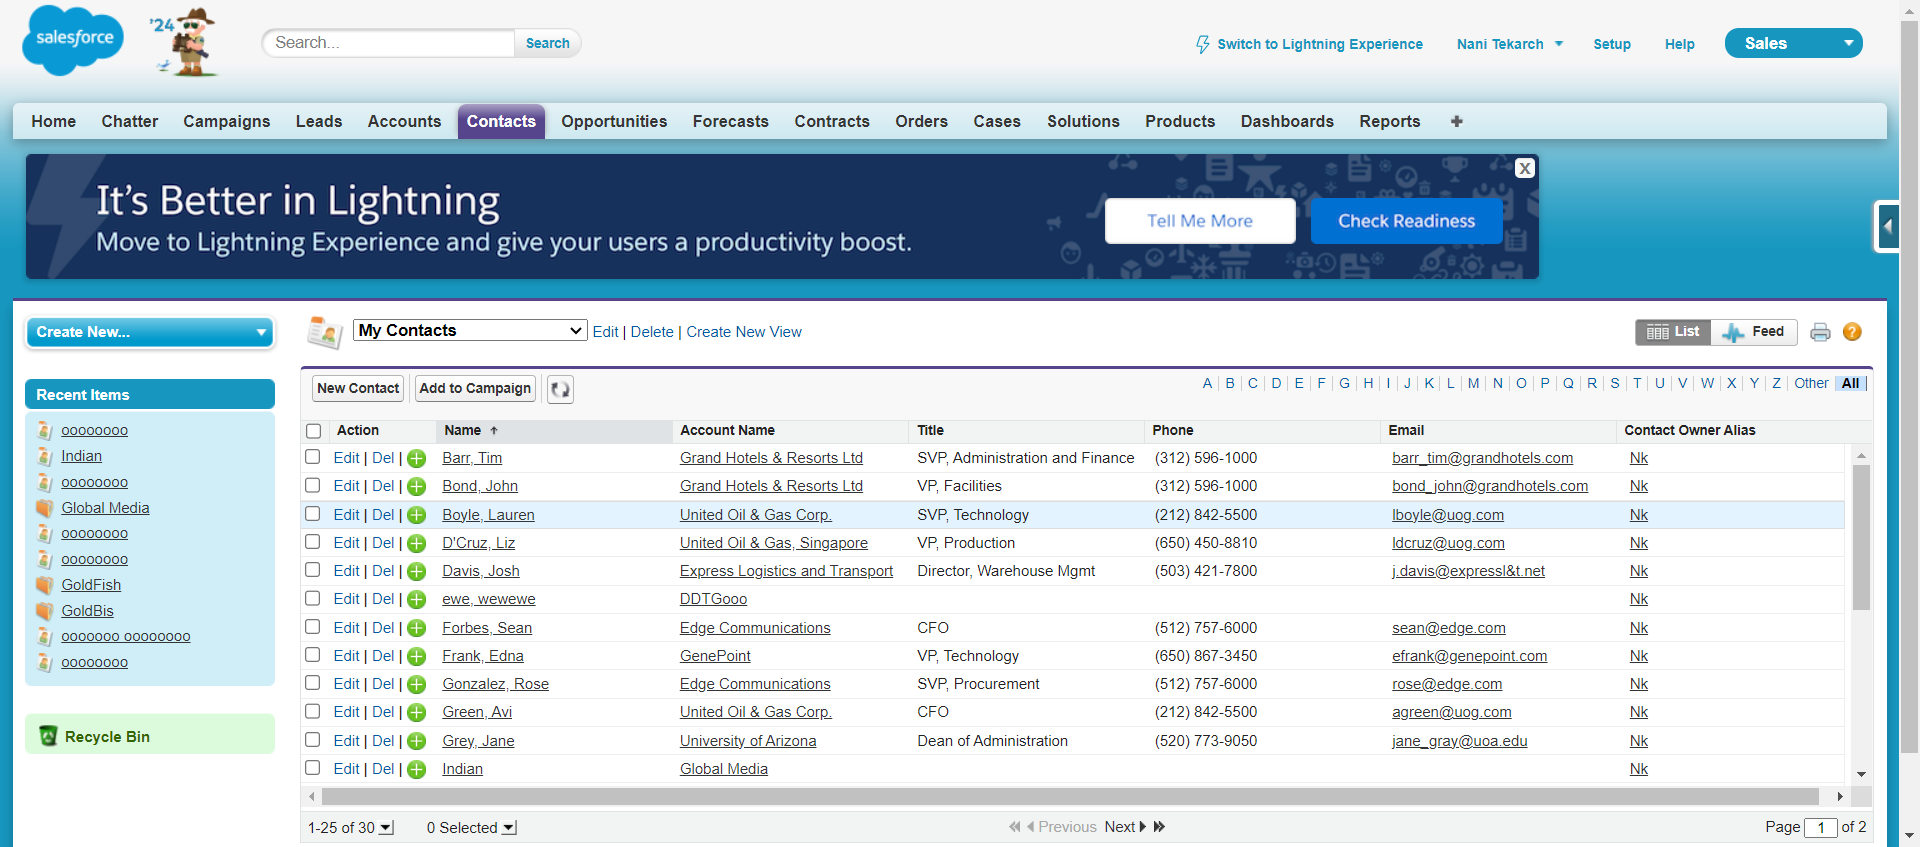 salesforce
'24
Search...
Search
Switch to Lightning Experience
Nani Tekarch
Setup
Help
Sales
Home Chatter Campaigns Leads Accounts Contacts Opportunities Forecasts Contracts Orders Cases Solutions Products Dashboards Reports +
It's Better in Lightning
Move to Lightning Experience and give your users a productivity boost.
Tell Me More
Check Readiness
X
Create New...
Recent Items
oooooooo
Indian
oooooooo
Global Media
oooooooo
oooooooo
GoldFish
GoldBis
ooooooo oooooooo
oooooooo
Recycle Bin
My Contacts
Edit | Delete | Create New View
List
Feed
?
New Contact
Add to Campaign
A | B | C | D | E | F | G | H | I | J | K | L | M | N | O | P | Q | R | S | T | U | V | W | X | Y | Z | Other | All
Action Name Account Name Title Phone Email Contact Owner Alias
Edit | Del | Barr, Tim Grand Hotels & Resorts Ltd SVP, Administration and Finance (312) 596-1000 barr_tim@grandhotels.com Nk
Edit | Del | Bond, John Grand Hotels & Resorts Ltd VP, Facilities (312) 596-1000 bond_john@grandhotels.com Nk
Edit | Del | Boyle, Lauren United Oil & Gas Corp. SVP, Technology (212) 842-5500 lboyle@uog.com Nk
Edit | Del | D'Cruz, Liz United Oil & Gas, Singapore VP, Production (650) 450-8810 ldcruz@uog.com Nk
Edit | Del | Davis, Josh Express Logistics and Transport Director, Warehouse Mgmt (503) 421-7800 j.davis@expressl&t.net Nk
Edit | Del | ewe, wewewe DDTGooo Nk
Edit | Del | Forbes, Sean Edge Communications CFO (512) 757-6000 sean@edge.com Nk
Edit | Del | Frank, Edna GenePoint VP, Technology (650) 867-3450 efrank@genepoint.com Nk
Edit | Del | Gonzalez, Rose Edge Communications SVP, Procurement (512) 757-6000 rose@edge.com Nk
Edit | Del | Green, Avi United Oil & Gas Corp. CFO (212) 842-5500 agreen@uog.com Nk
Edit | Del | Grey, Jane University of Arizona Dean of Administration (520) 773-9050 jane_gray@uoa.edu Nk
Edit | Del | Indian Global Media Nk
1-25 of 30
0 Selected
Previous Next
Page 1 of 2